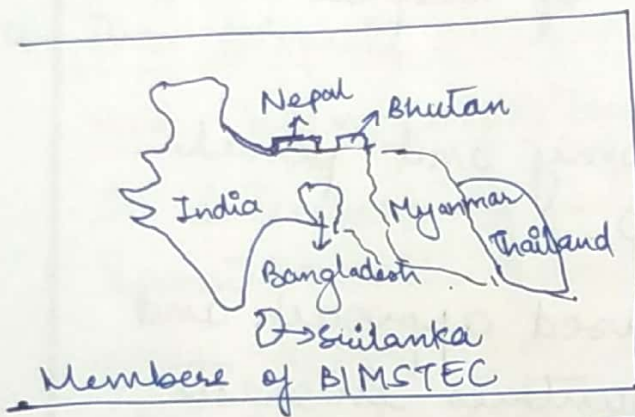 Nepal
Bhutan
India
Myanmar
Thailand
Bangladesh
Srilanka
Members of BIMSTEC